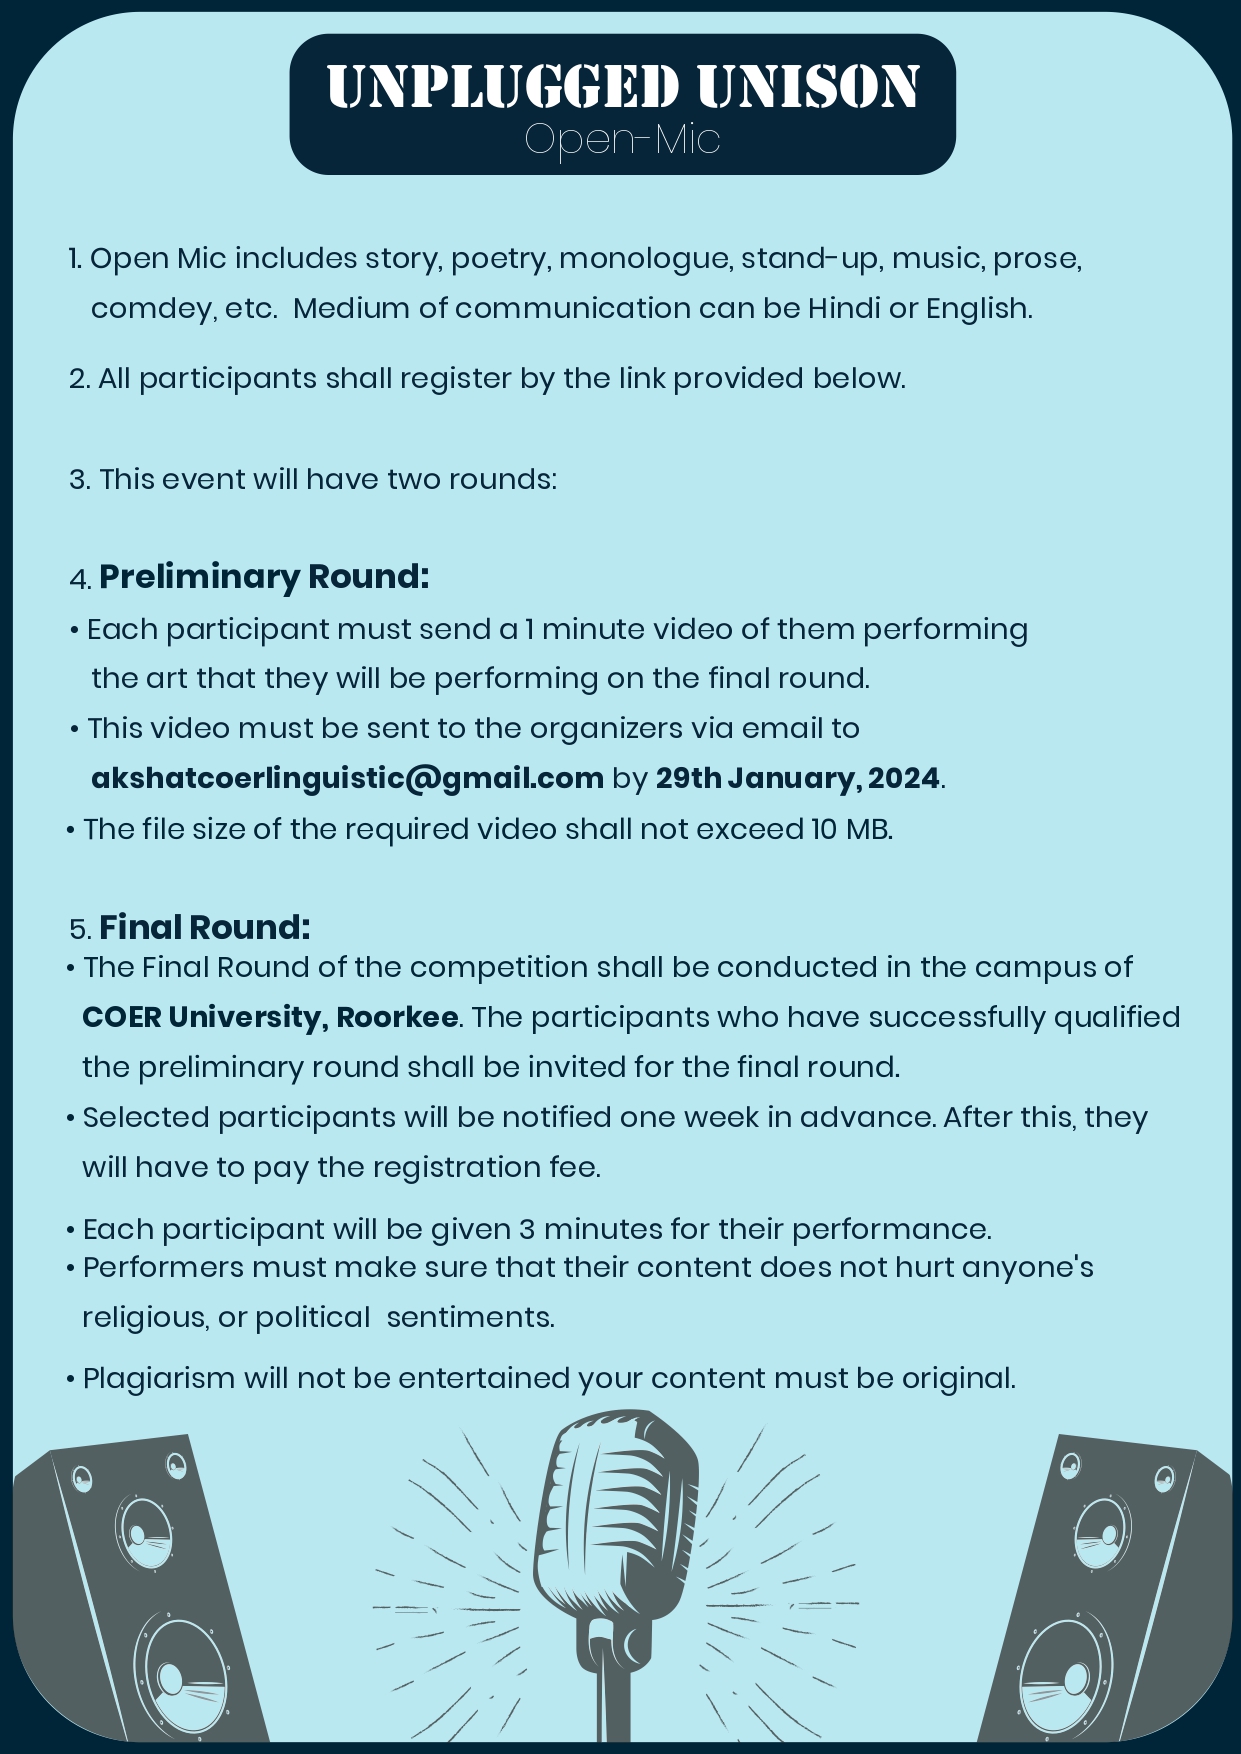 UNPLUGGED UNISON
Open-Mic
1. Open Mic includes story, poetry, monologue, stand-up, music, prose,
comdey, etc. Medium of communication can be Hindi or English.
2. All participants shall register by the link provided below.
3. This event will have two rounds:
4. Preliminary Round:
• Each participant must send a 1 minute video of them performing
the art that they will be performing on the final round.
• This video must be sent to the organizers via email to
akshatcoerlinguistic@gmail.com by 29th January, 2024.
• The file size of the required video shall not exceed 10 MB.
5. Final Round:
• The Final Round of the competition shall be conducted in the campus of
COER University, Roorkee. The participants who have successfully qualified
the preliminary round shall be invited for the final round.
• Selected participants will be notified one week in advance. After this, they
will have to pay the registration fee.
• Each participant will be given 3 minutes for their performance.
• Performers must make sure that their content does not hurt anyone's
religious, or political sentiments.
• Plagiarism will not be entertained your content must be original.